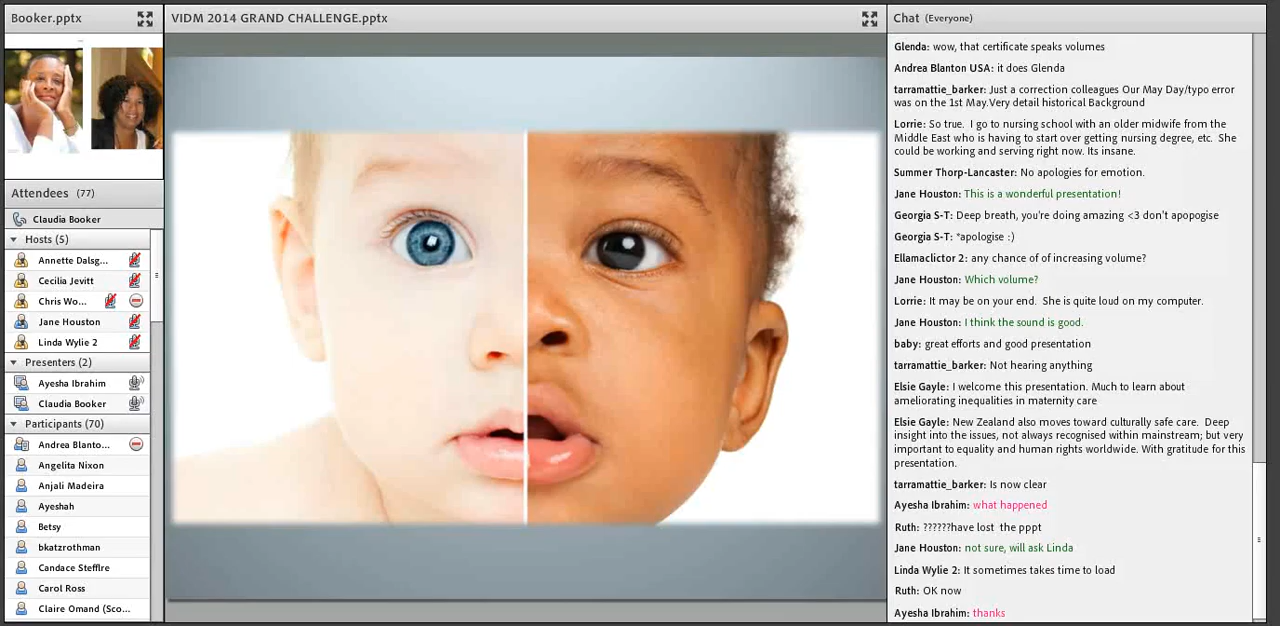 Booker.pptx
Attendees (77)
Claudia Booker
Hosts (5)
Annette Dalsg...
Cecilia Jevitt
Chris Wo...
Jane Houston
Linda Wylie 2
Presenters (2)
Ayesha Ibrahim
Claudia Booker
Participants (70)
Andrea Blanto...
Angelita Nixon
Anjali Madeira
Ayeshah
Betsy
bkatzrothman
Candace Stefflre
Carol Ross
Claire Omand (Sco...
VIDM 2014 GRAND CHALLENGE.pptx
Chat (Everyone)
Glenda: wow, that certificate speaks volumes
Andrea Blanton USA: it does Glenda
tarramattie_barker: Just a correction colleagues Our May Day/typo error
was on the 1st May.Very detail historical Background
Lorrie: So true. I go to nursing school with an older midwife from the
Middle East who is having to start over getting nursing degree, etc. She
could be working and serving right now. Its insane.
Summer Thorp-Lancaster: No apologies for emotion.
Jane Houston: This is a wonderful presentation!
Georgia S-T: Deep breath, you're doing amazing <3 don't apopogise
Georgia S-T: *apologise :)
Ellamaclictor 2: any chance of of increasing volume?
Jane Houston: Which volume?
Lorrie: It may be on your end. She is quite loud on my computer.
Jane Houston: I think the sound is good.
baby: great efforts and good presentation
tarramattie_barker: Not hearing anything
Elsie Gayle: I welcome this presentation. Much to learn about
ameliorating inequalities in maternity care
Elsie Gayle: New Zealand also moves toward culturally safe care. Deep
insight into the issues, not always recognised within mainstream; but very
important to equality and human rights worldwide. With gratitude for this
presentation.
tarramattie_barker: Is now clear
Ayesha Ibrahim: what happened
Ruth: ??????have lost the pppt
Jane Houston: not sure, will ask Linda
Linda Wylie 2: It sometimes takes time to load
Ruth: OK now
Ayesha Ibrahim: thanks